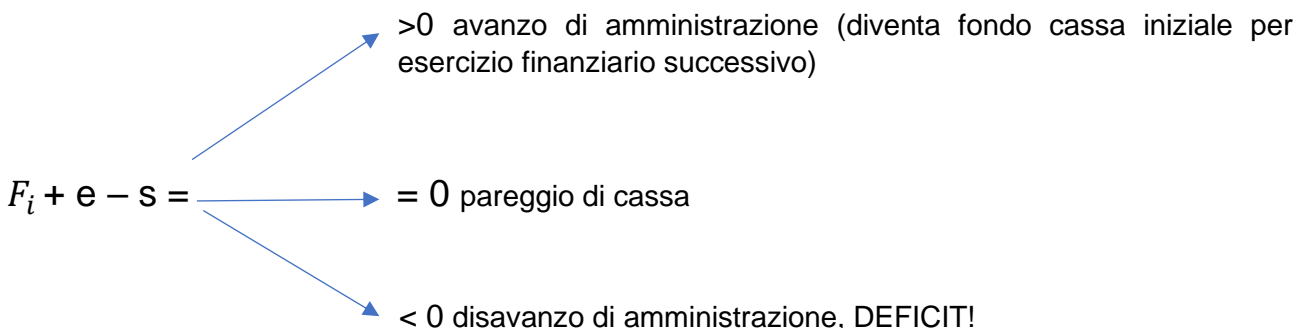 >0 avanzo di amministrazione (diventa fondo cassa iniziale per
esercizio finanziario successivo)
𝐹𝑖 + e – s =
= 0 pareggio di cassa
< 0 disavanzo di amministrazione, DEFICIT!